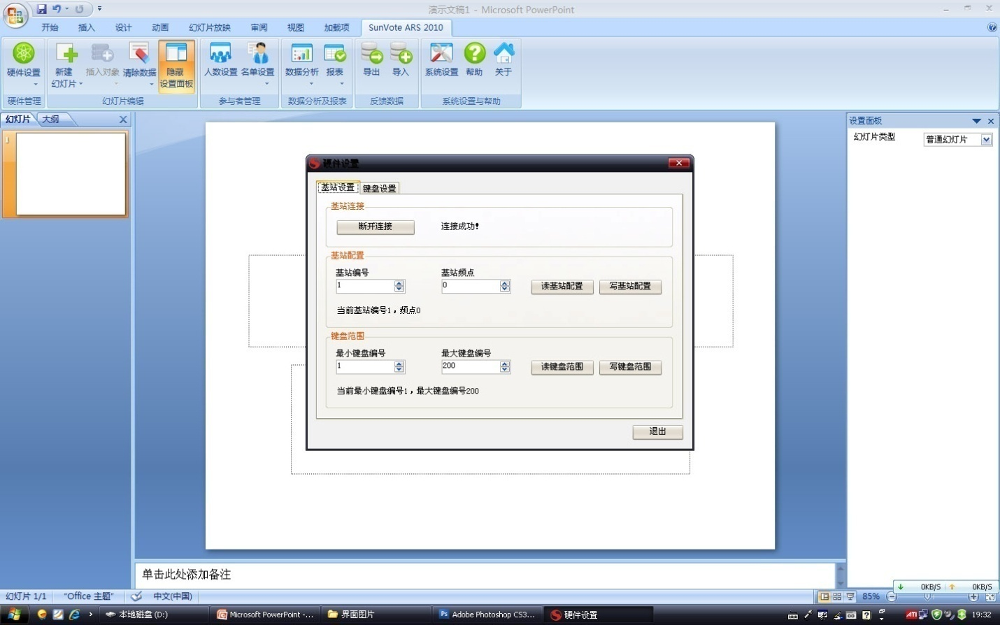 演示文稿1 - Microsoft PowerPoint
开始 插入 设计 动画 幻灯片放映 审阅 视图 加载项 SunVote ARS 2010
硬件设置 新建幻灯片 插入对象 清除数据 隐藏设置面板 人数设置 名单设置 数据分析 报表 导出 导入 系统设置 帮助 关于
硬件管理 幻灯片编辑 参与者管理 数据分析及报表 反馈数据 系统设置与帮助
幻灯片 大纲
1
设置面板
幻灯片类型 普通幻灯片
硬件设置
基站设置 键盘设置
基站连接
断开连接 连接成功!
基站配置
基站编号 基站频点
1 0 读基站配置 写基站配置
当前基站编号1，频点0
键盘范围
最小键盘编号 最大键盘编号
1 200 读键盘范围 写键盘范围
当前最小键盘编号1，最大键盘编号200
退出
单击此处添加备注
0KB/S 0KB/S
幻灯片 1/1 "Office 主题" 中文(中国) 85%
本地磁盘 (D:) Microsoft PowerPoint -... 界面图片 Adobe Photoshop CS3... 硬件设置 19:32